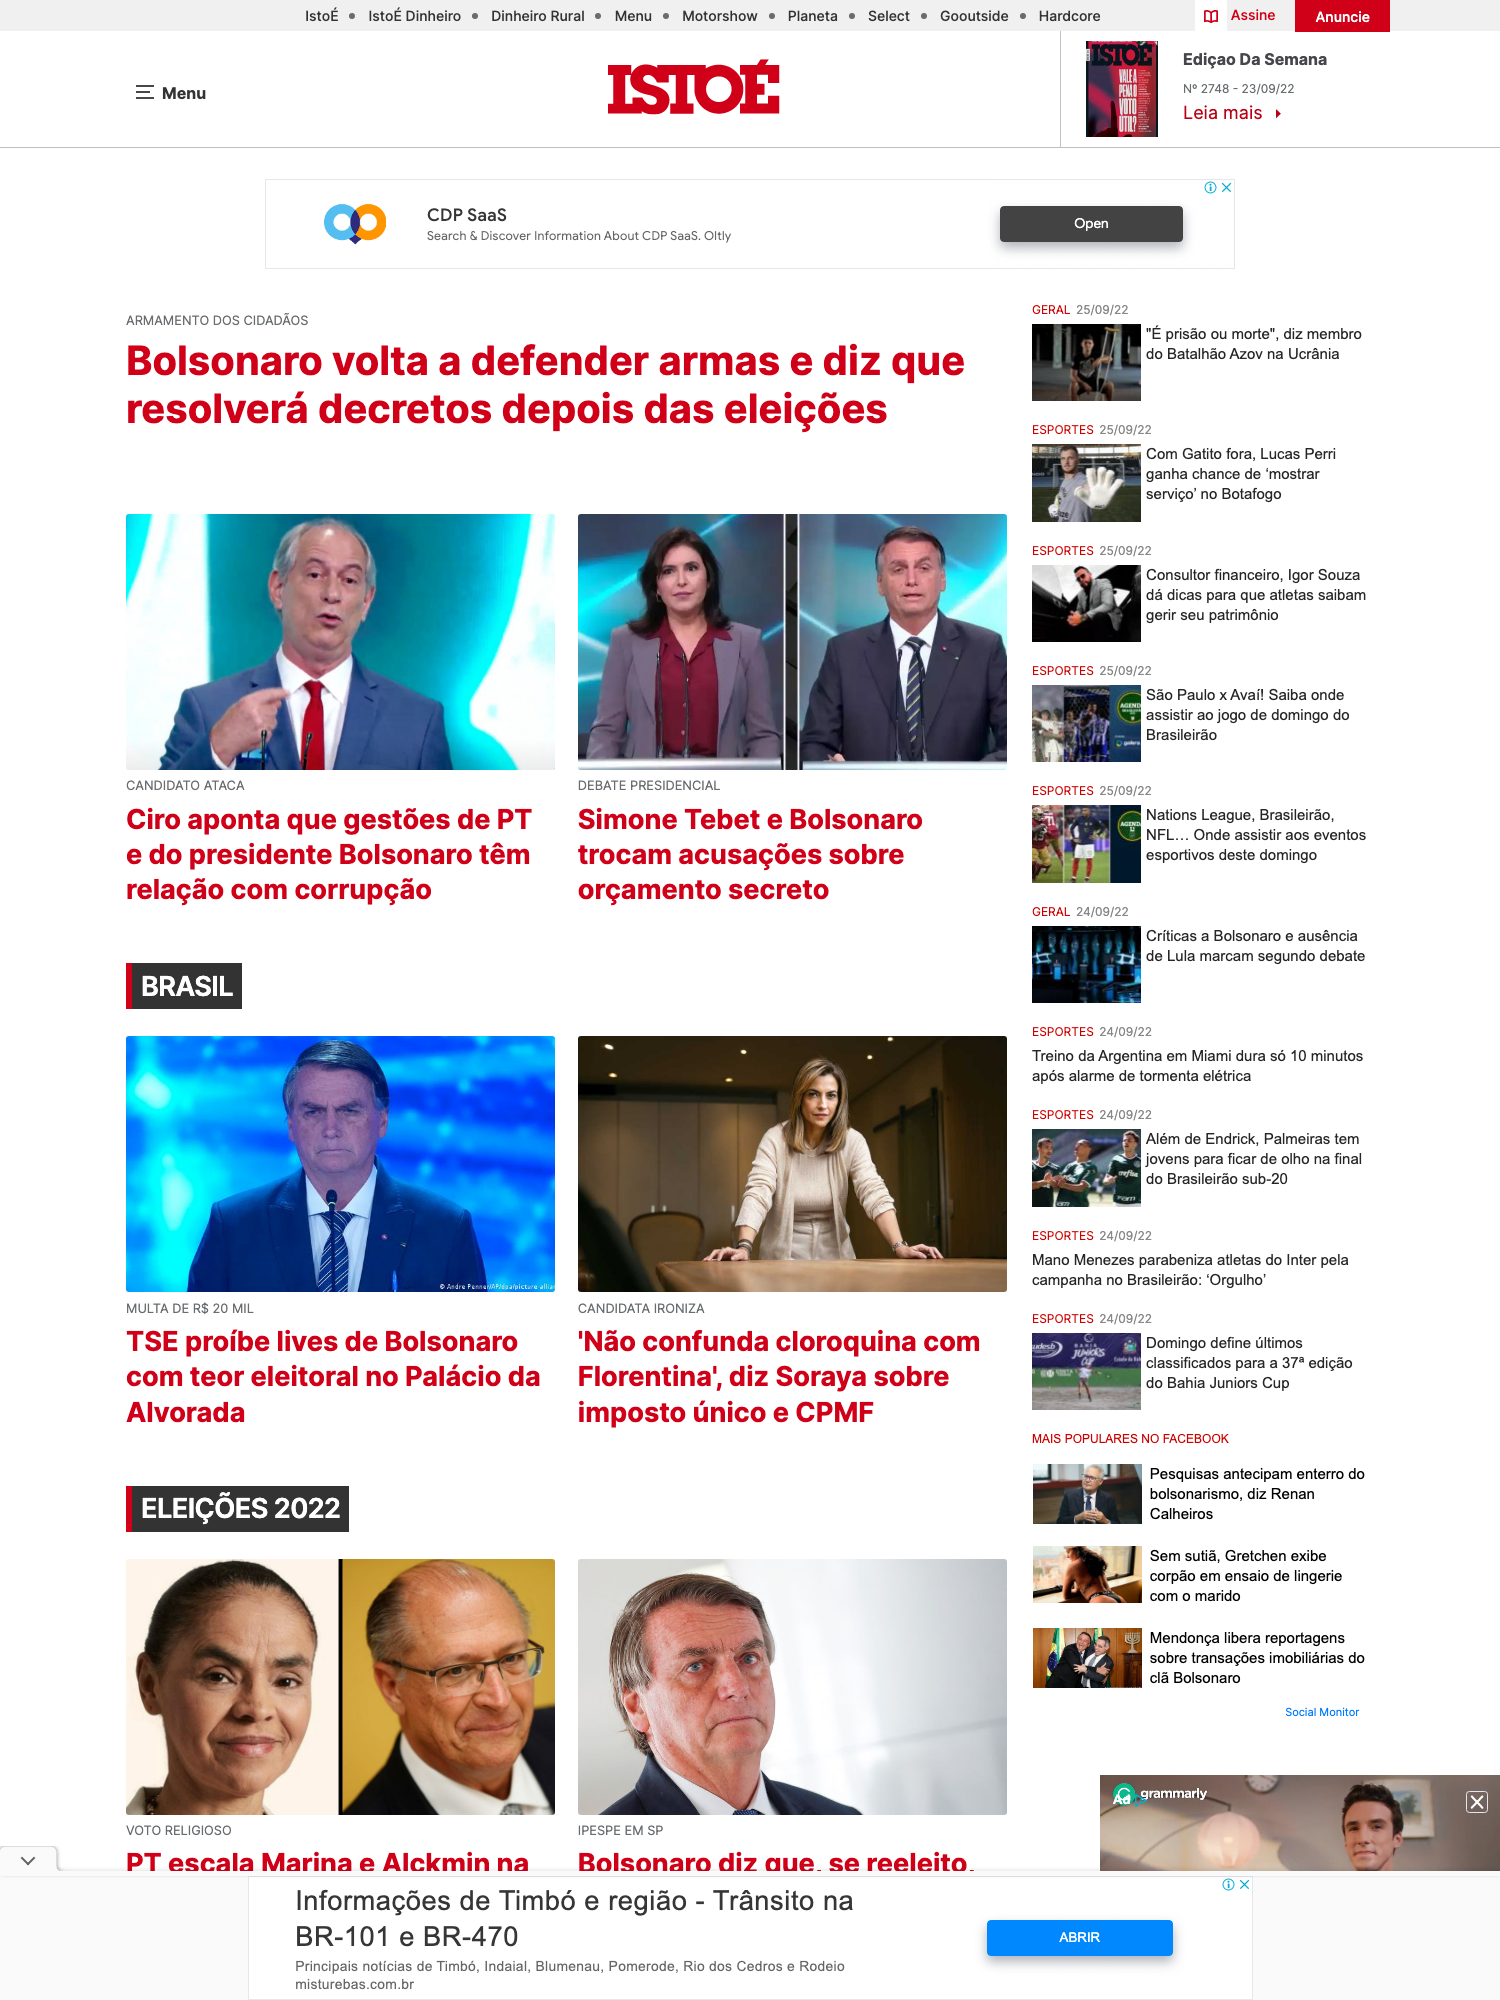 IstoÉ • IstoÉ Dinheiro • Dinheiro Rural • Menu • Motorshow • Planeta • Select • Gooutside • Hardcore
Assine
Anuncie
Menu
ISTOÉ
ISTOÉ
VALE A
PENA O
VOTO
ÚTIL?
Ediçao Da Semana
Nº 2748 - 23/09/22
Leia mais
CDP SaaS
Search & Discover Information About CDP SaaS. Oltly
Open
ARMAMENTO DOS CIDADÃOS
Bolsonaro volta a defender armas e diz que
resolverá decretos depois das eleições
CANDIDATO ATACA
Ciro aponta que gestões de PT
e do presidente Bolsonaro têm
relação com corrupção
DEBATE PRESIDENCIAL
Simone Tebet e Bolsonaro
trocam acusações sobre
orçamento secreto
BRASIL
© Andre Penner/AP/dpa/picture allian
MULTA DE R$ 20 MIL
TSE proíbe lives de Bolsonaro
com teor eleitoral no Palácio da
Alvorada
CANDIDATA IRONIZA
'Não confunda cloroquina com
Florentina', diz Soraya sobre
imposto único e CPMF
ELEIÇÕES 2022
VOTO RELIGIOSO
PT escala Marina e Alckmin na
IPESPE EM SP
Bolsonaro diz que, se reeleito,
GERAL 25/09/22
"É prisão ou morte", diz membro
do Batalhão Azov na Ucrânia
ESPORTES 25/09/22
Com Gatito fora, Lucas Perri
ganha chance de ‘mostrar
serviço’ no Botafogo
ESPORTES 25/09/22
Consultor financeiro, Igor Souza
dá dicas para que atletas saibam
gerir seu patrimônio
ESPORTES 25/09/22
AGEND
São Paulo x Avaí! Saiba onde
assistir ao jogo de domingo do
Brasileirão
ESPORTES 25/09/22
AGEND
Nations League, Brasileirão,
NFL… Onde assistir aos eventos
esportivos deste domingo
GERAL 24/09/22
Críticas a Bolsonaro e ausência
de Lula marcam segundo debate
ESPORTES 24/09/22
Treino da Argentina em Miami dura só 10 minutos
após alarme de tormenta elétrica
ESPORTES 24/09/22
Além de Endrick, Palmeiras tem
jovens para ficar de olho na final
do Brasileirão sub-20
ESPORTES 24/09/22
Mano Menezes parabeniza atletas do Inter pela
campanha no Brasileirão: ‘Orgulho’
ESPORTES 24/09/22
Domingo define últimos
classificados para a 37ª edição
do Bahia Juniors Cup
MAIS POPULARES NO FACEBOOK
Pesquisas antecipam enterro do
bolsonarismo, diz Renan
Calheiros
Sem sutiã, Gretchen exibe
corpão em ensaio de lingerie
com o marido
Mendonça libera reportagens
sobre transações imobiliárias do
clã Bolsonaro
Social Monitor
Ad
grammarly
Informações de Timbó e região - Trânsito na
BR-101 e BR-470
Principais notícias de Timbó, Indaial, Blumenau, Pomerode, Rio dos Cedros e Rodeio
misturebas.com.br
ABRIR